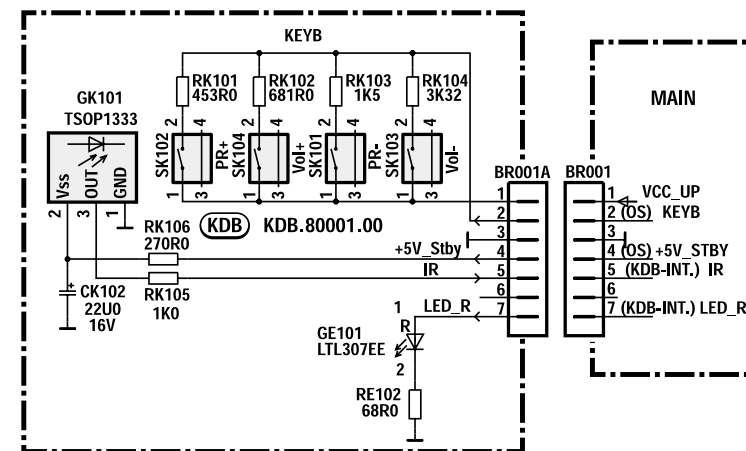 KEYB
MAIN
GK101
TSOP1333
Vss
OUT
GND
2
3
1
RK101
453R0
RK102
681R0
RK103
1K5
RK104
3K32
2
4
SK102
PR+
1
3
2
4
SK104
Vol+
1
3
2
4
SK101
PR-
1
3
2
4
SK103
Vol-
1
3
KDB
KDB.80001.00
RK106
270R0
+5V_Stby
IR
RK105
1K0
CK102
22U0
16V
+
LED_R
1
R
GE101
LTL307EE
2
RE102
68R0
BR001A
1
2
3
4
5
6
7
BR001
1 VCC_UP
2 (OS) KEYB
3
4 (OS) +5V_STBY
5 (KDB-INT.) IR
6
7 (KDB-INT.) LED_R